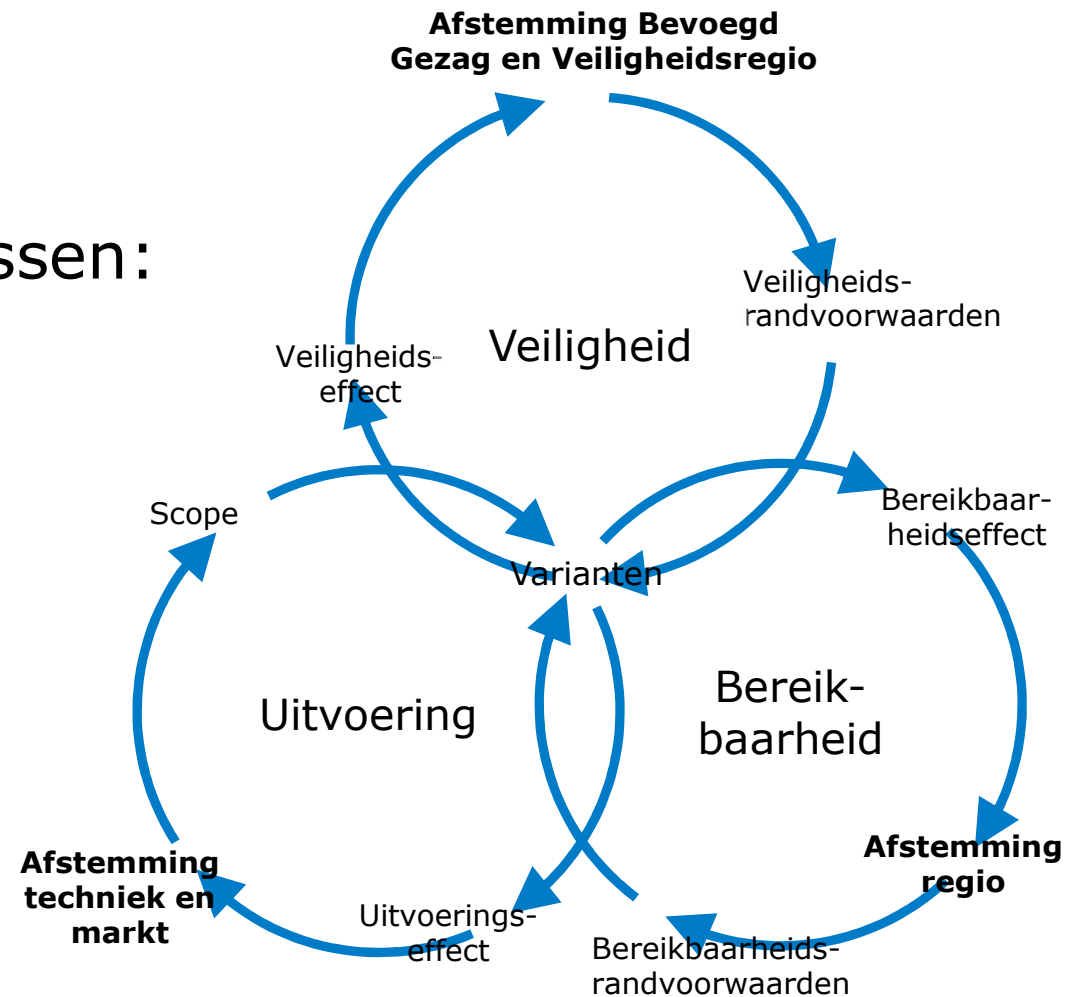 Afstemming Bevoegd
Gezag en Veiligheidsregio
ssen:
Veiligheids-
randvoorwaarden
Veiligheid
Veiligheids-
effect
Scope
Bereikbaar-
heidseffect
Varianten
Uitvoering
Bereik-
baarheid
Afstemming
techniek en
markt
Afstemming
regio
Uitvoerings-
effect
Bereikbaarheids-
randvoorwaarden